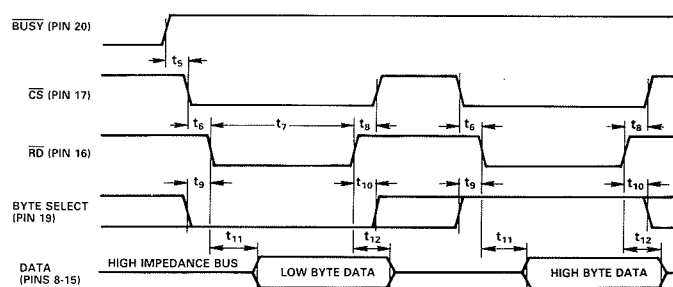 BUSY (PIN 20)
t5
CS (PIN 17)
t6 t7 t8 t6 t8
RD (PIN 16)
t9 t10 t9 t10
BYTE SELECT
(PIN 19)
t11 t12 t11 t12
DATA
(PINS 8-15)
HIGH IMPEDANCE BUS
LOW BYTE DATA
HIGH BYTE DATA